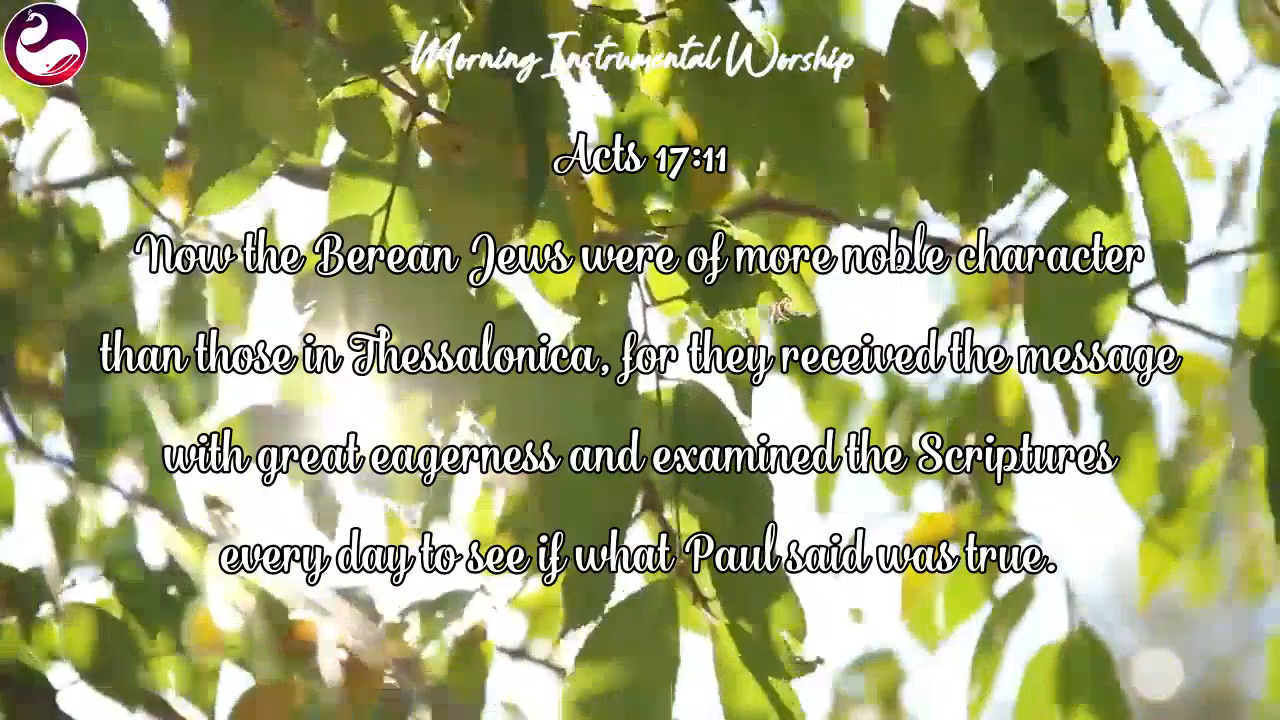 Morning Instrumental Worship
Acts 17:11
Now the Berean Jews were of more noble character
than those in Thessalonica, for they received the message
with great eagerness and examined the Scriptures
every day to see if what Paul said was true.